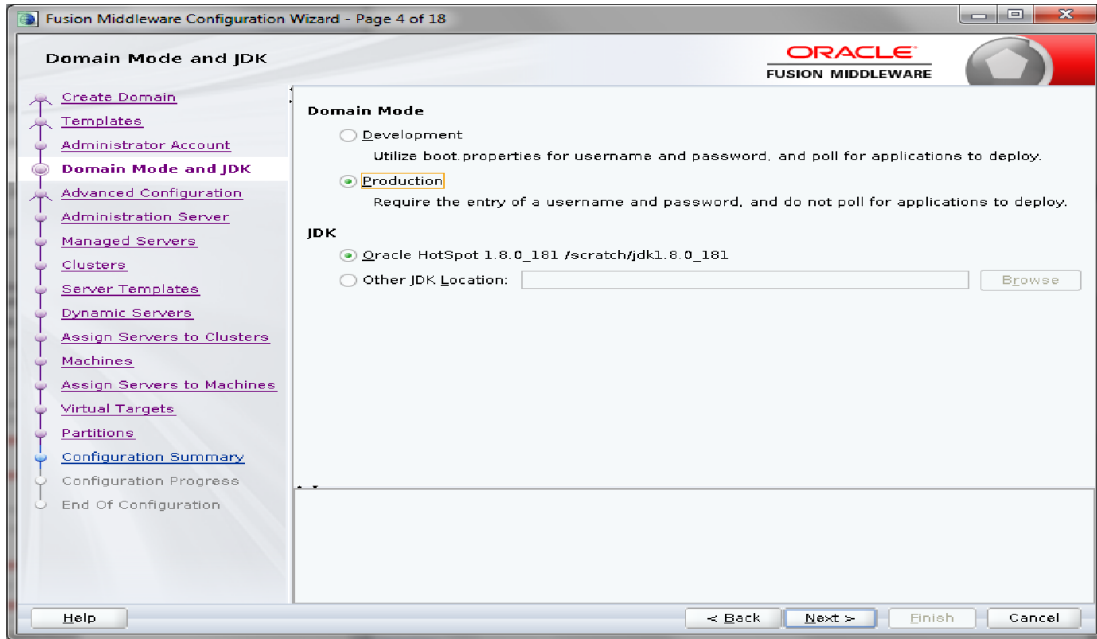 Fusion Middleware Configuration Wizard - Page 4 of 18
Domain Mode and JDK
ORACLE
FUSION MIDDLEWARE
Create Domain
Templates
Administrator Account
Domain Mode and JDK
Advanced Configuration
Administration Server
Managed Servers
Clusters
Server Templates
Dynamic Servers
Assign Servers to Clusters
Machines
Assign Servers to Machines
Virtual Targets
Partitions
Configuration Summary
Configuration Progress
End Of Configuration
Domain Mode
Development
Utilize boot.properties for username and password, and poll for applications to deploy.
Production
Require the entry of a username and password, and do not poll for applications to deploy.
JDK
Oracle HotSpot 1.8.0_181 /scratch/jdk1.8.0_181
Other JDK Location:
Browse
Help
< Back
Next >
Finish
Cancel